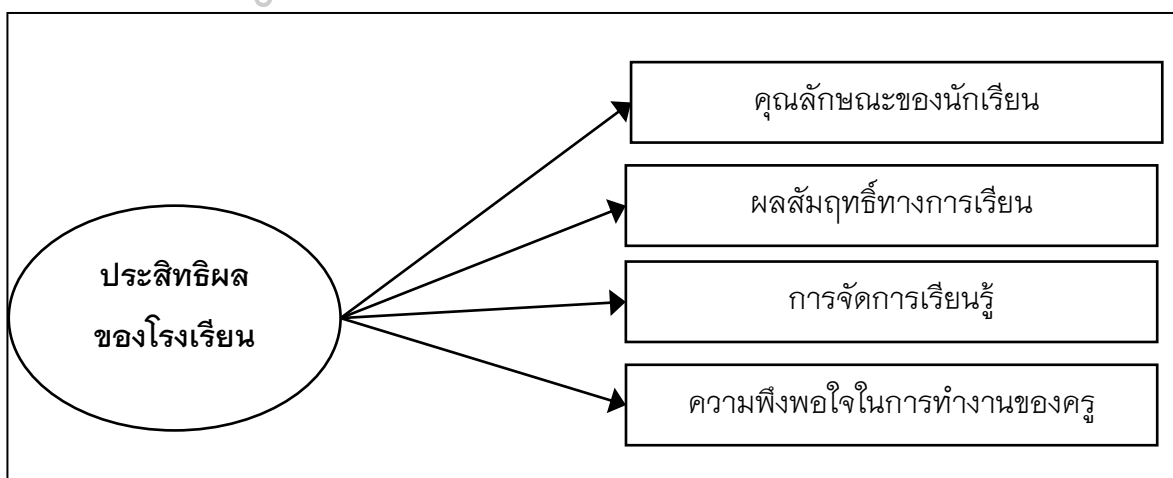 คุณลักษณะของนักเรียน
ผลสัมฤทธิ์ทางการเรียน
ประสิทธิผล
ของโรงเรียน
การจัดการเรียนรู้
ความพึงพอใจในการทำงานของครู